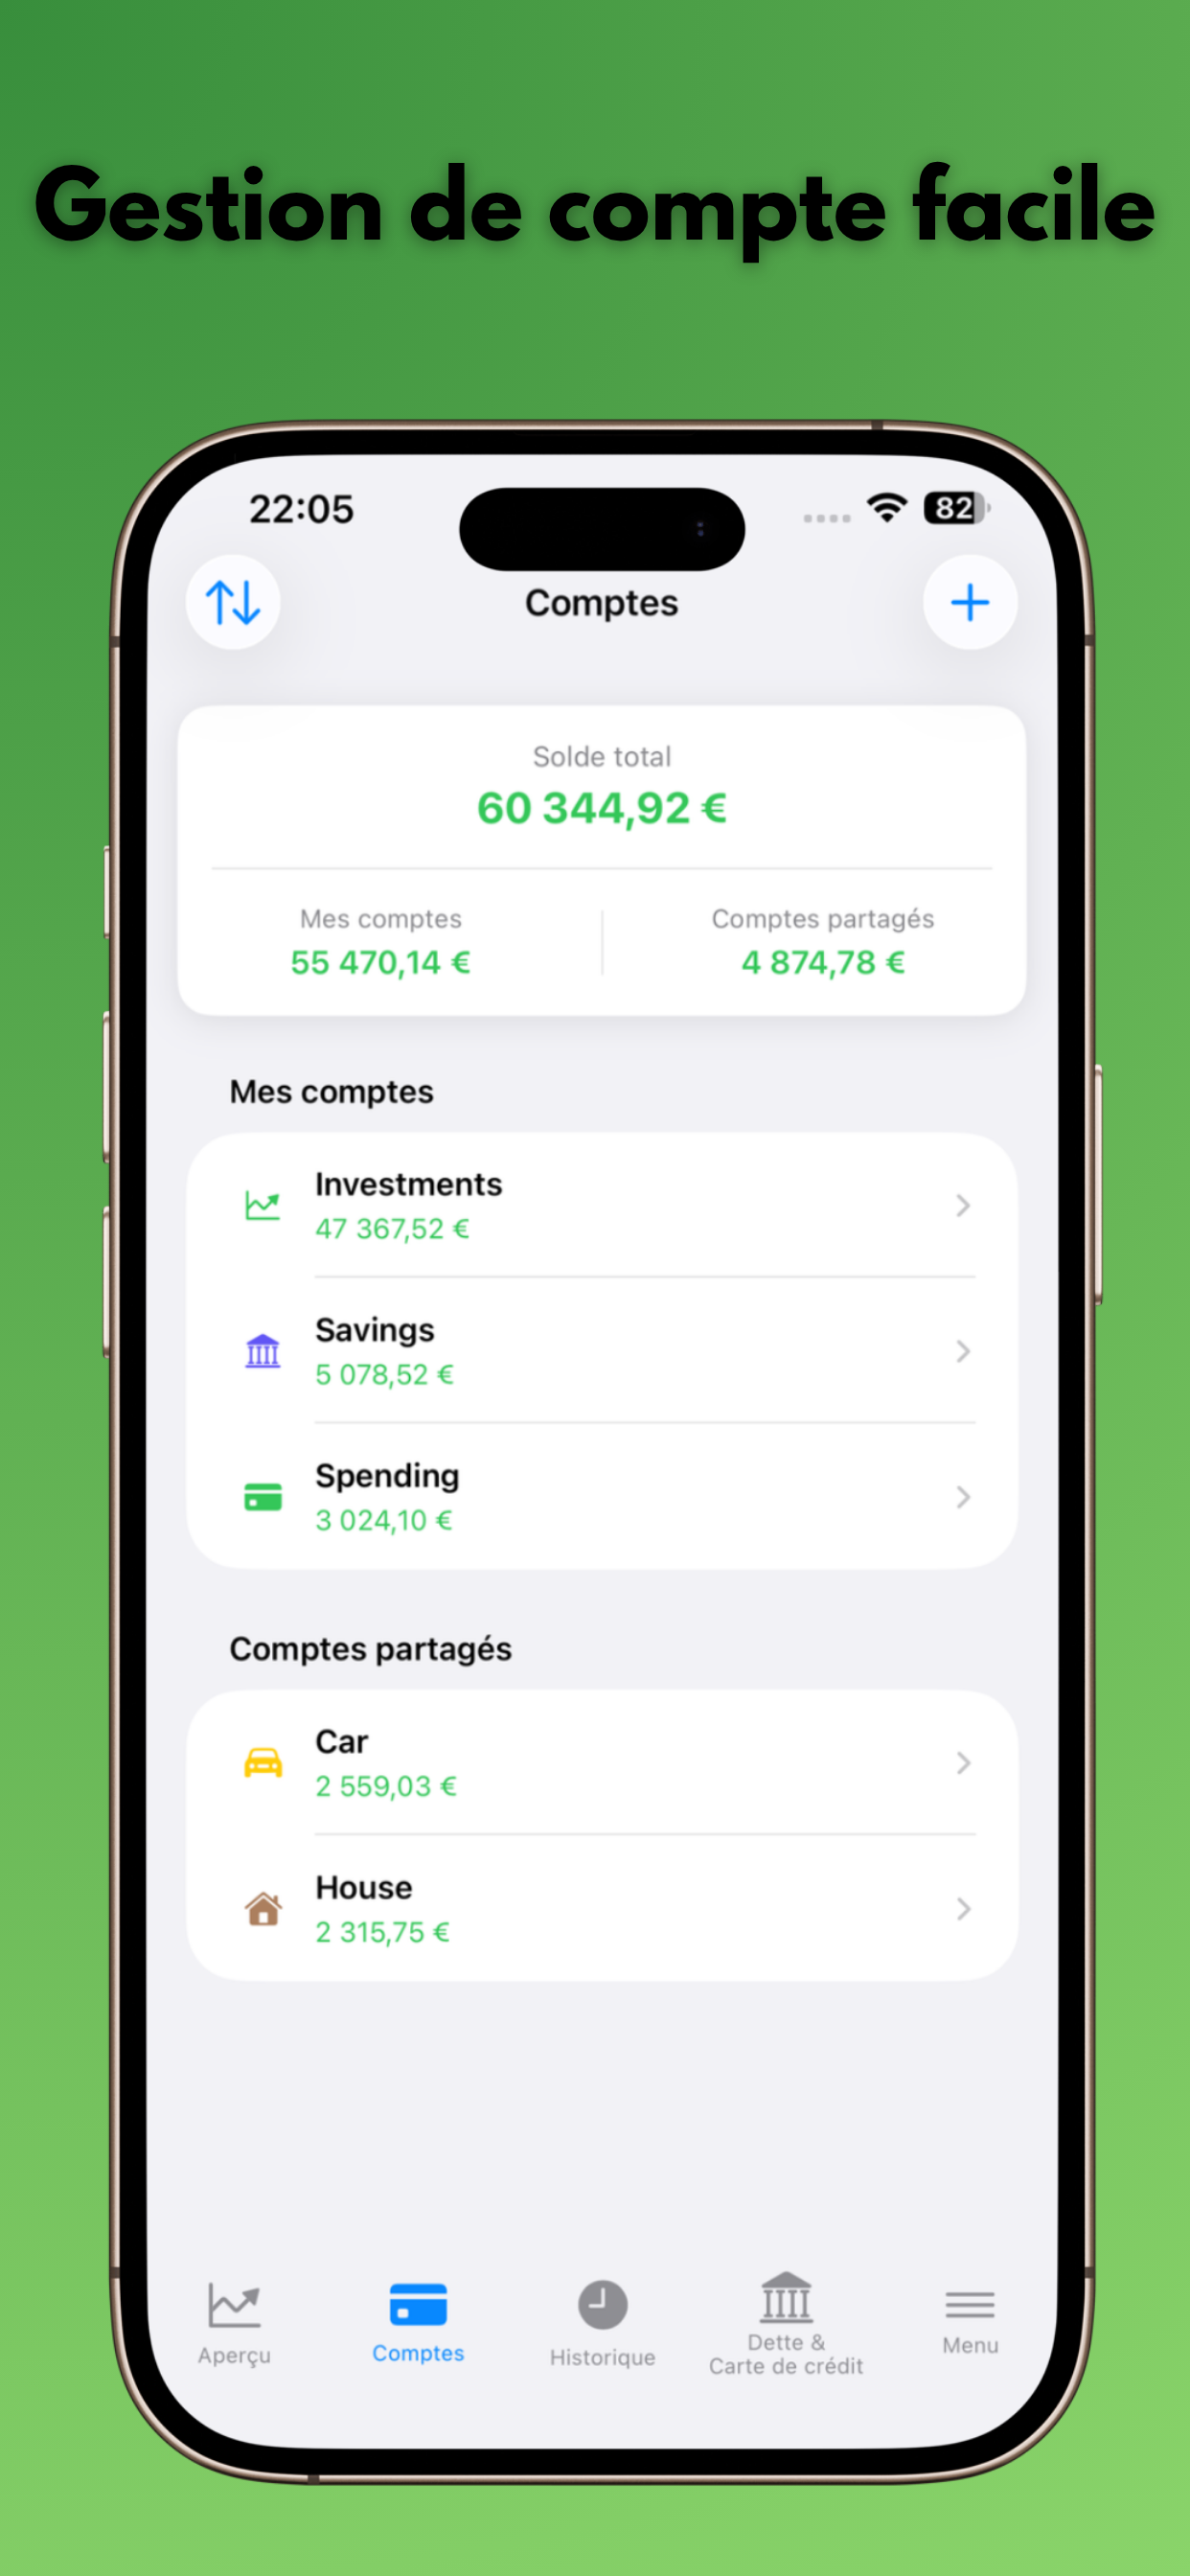 Gestion de compte facile
22:05
82
Comptes
Solde total
60 344,92 €
Mes comptes
Comptes partagés
55 470,14 €
4 874,78 €
Mes comptes
Investments
47 367,52 €
Savings
5 078,52 €
Spending
3 024,10 €
Comptes partagés
Car
2 559,03 €
House
2 315,75 €
Aperçu
Comptes
Historique
Dette &
Carte de crédit
Menu